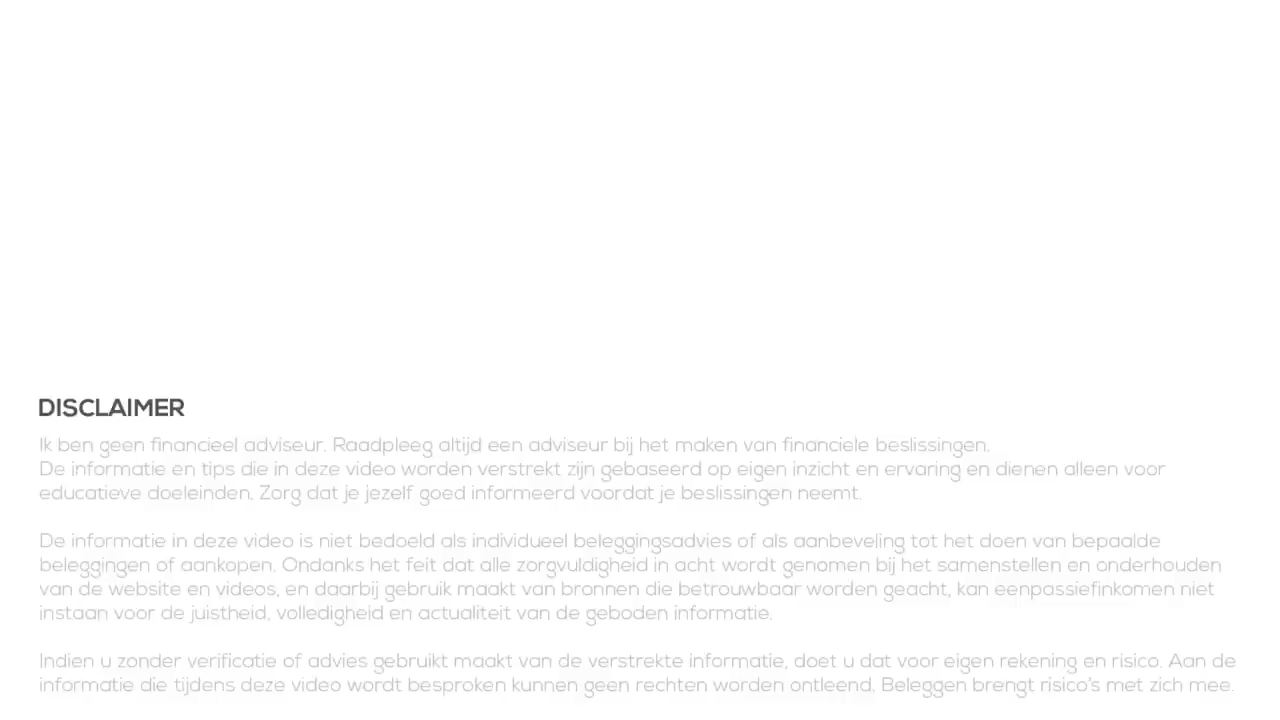 DISCLAIMER
Ik ben geen financieel adviseur. Raadpleeg altijd een adviseur bij het maken van financiele beslissingen.
De informatie en tips die in deze video worden verstrekt zijn gebaseerd op eigen inzicht en ervaring en dienen alleen voor
educatieve doeleinden. Zorg dat je jezelf goed informeerd voordat je beslissingen neemt.
De informatie in deze video is niet bedoeld als individueel beleggingsadvies of als aanbeveling tot het doen van bepaalde
beleggingen of aankopen. Ondanks het feit dat alle zorgvuldigheid in acht wordt genomen bij het samenstellen en onderhouden
van de website en videos, en daarbij gebruik maakt van bronnen die betrouwbaar worden geacht, kan eenpassiefinkomen niet
instaan voor de juistheid, volledigheid en actualiteit van de geboden informatie.
Indien u zonder verificatie of advies gebruikt maakt van de verstrekte informatie, doet u dat voor eigen rekening en risico. Aan de
informatie die tijdens deze video wordt besproken kunnen geen rechten worden ontleend. Beleggen brengt risico's met zich mee.